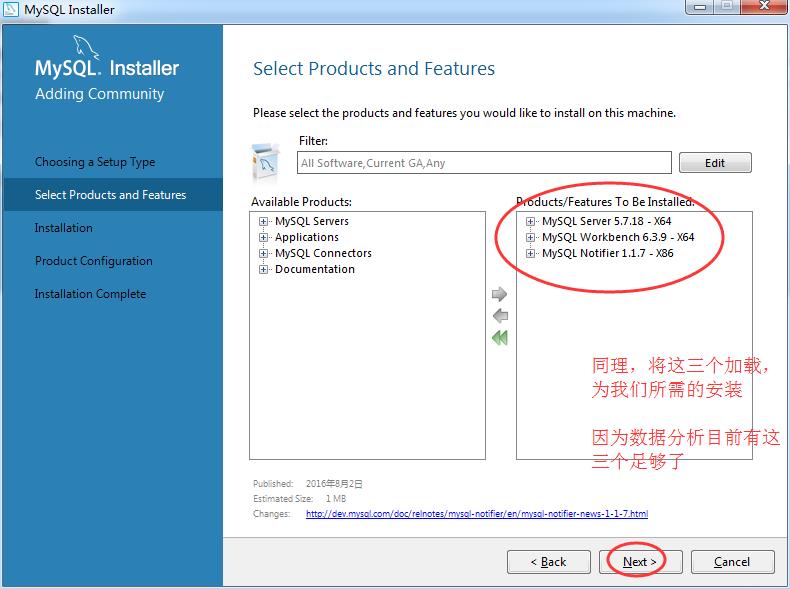 MySQL Installer
MySQL. Installer
Adding Community
Choosing a Setup Type
Select Products and Features
Installation
Product Configuration
Installation Complete
Select Products and Features
Please select the products and features you would like to install on this machine.
Filter:
All Software,Current GA,Any
Edit
Available Products:
MySQL Servers
Applications
MySQL Connectors
Documentation
Products/Features To Be Installed:
MySQL Server 5.7.18 - X64
MySQL Workbench 6.3.9 - X64
MySQL Notifier 1.1.7 - X86
同理，将这三个加载，
为我们所需的安装
因为数据分析目前有这
三个足够了
Published: 2016年8月2日
Estimated Size: 1 MB
Changes: http://dev.mysql.com/doc/relnotes/mysql-notifier/en/mysql-notifier-news-1-1-7.html
< Back
Next >
Cancel